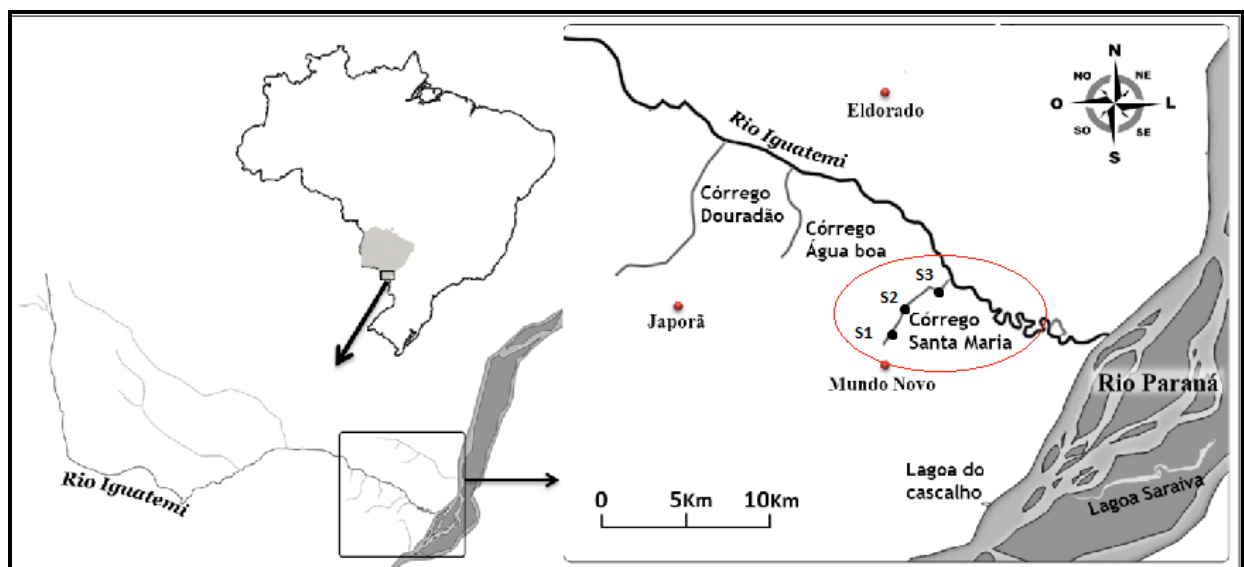 Rio Iguatemi
N
NO
NE
O
L
SO
SE
S
Eldorado
Rio Iguatemi
Córrego
Douradão
Córrego
Água boa
S3
S2
S1
Córrego
Santa Maria
Japorã
Mundo Novo
Rio Paraná
Lagoa do
cascalho
Lagoa Saraiva
0
5Km
10Km